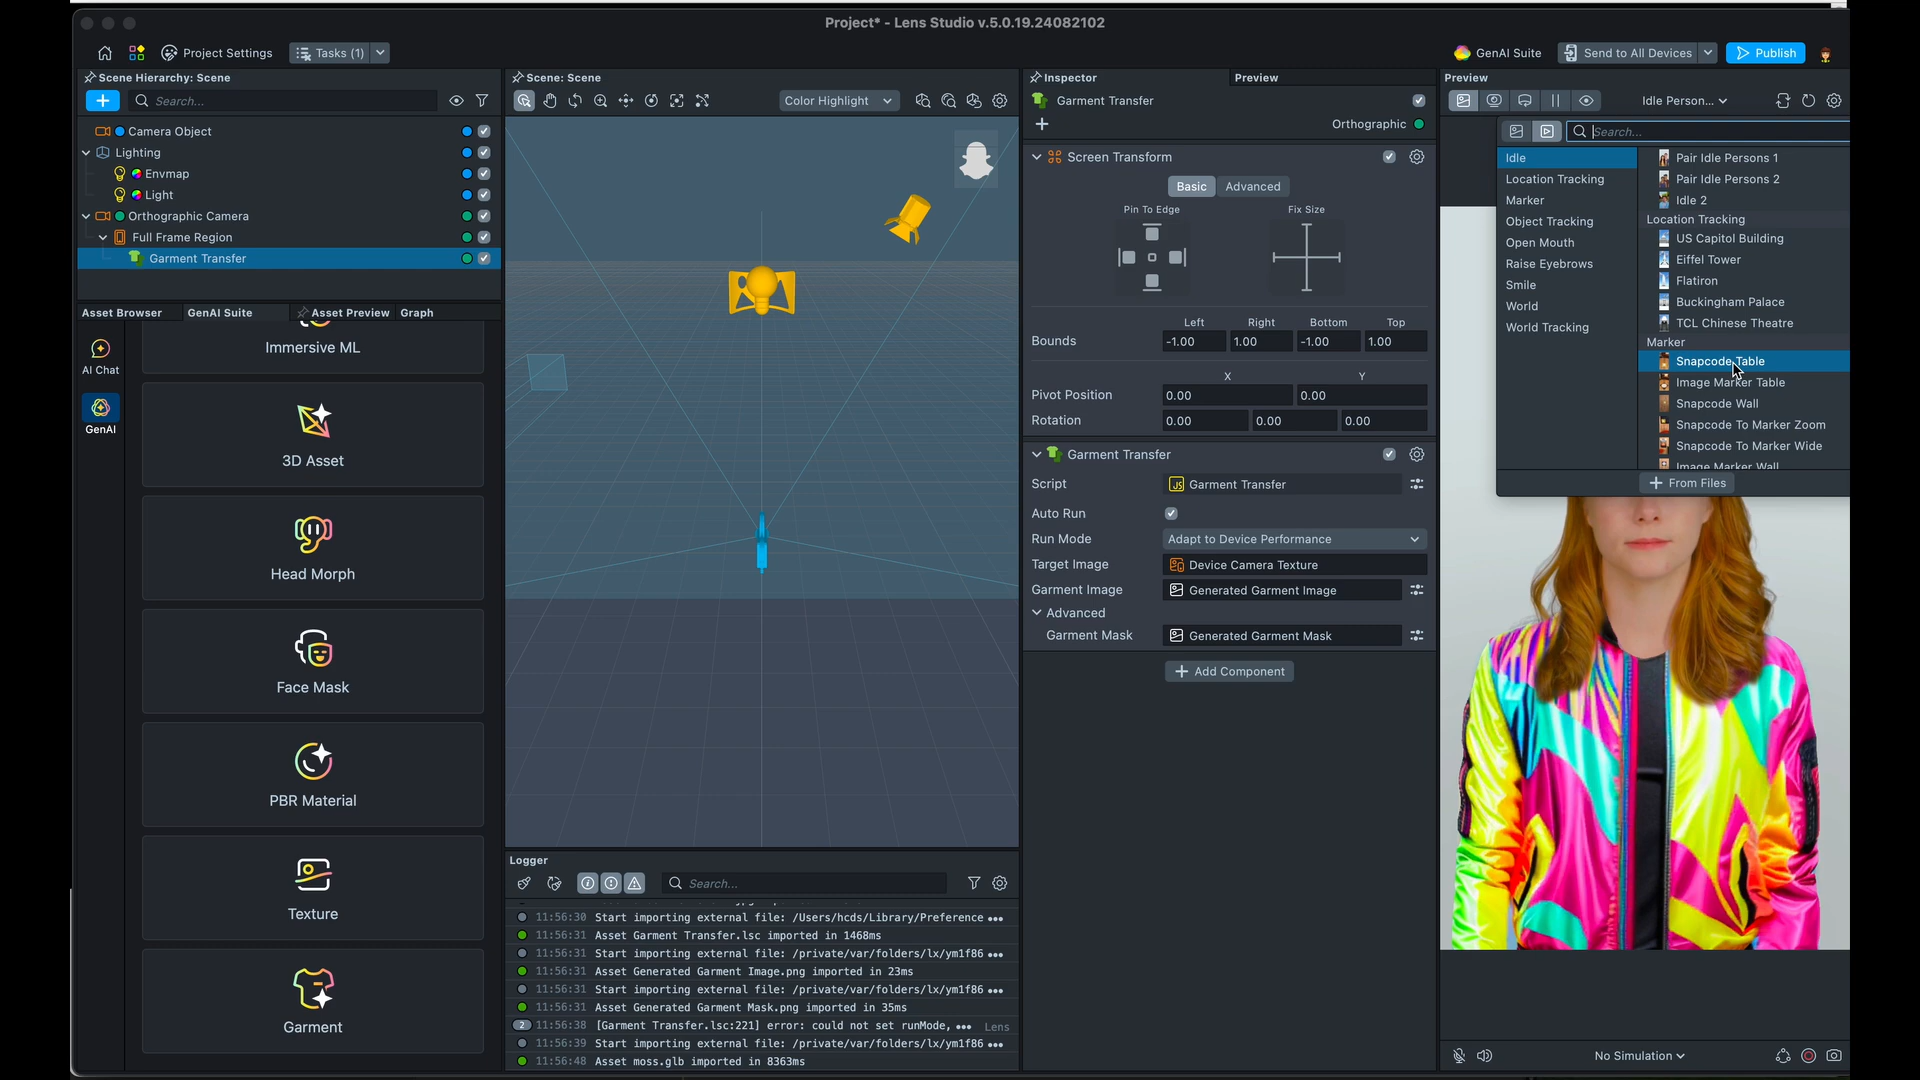 Project* - Lens Studio v.5.0.19.24082102
Project Settings
Tasks (1)
GenAI Suite
Send to All Devices
Publish
Scene Hierarchy: Scene
Search...
Camera Object
Lighting
Envmap
Light
Orthographic Camera
Full Frame Region
Garment Transfer
Asset Browser
GenAI Suite
Asset Preview
Graph
AI Chat
GenAI
Immersive ML
3D Asset
Head Morph
Face Mask
PBR Material
Texture
Garment
Scene: Scene
Color Highlight
Logger
Search...
11:56:30 Start importing external file: /Users/hcds/Library/Preference •••
11:56:31 Asset Garment Transfer.lsc imported in 1468ms
11:56:31 Start importing external file: /private/var/folders/lx/ym1f86 •••
11:56:31 Asset Generated Garment Image.png imported in 23ms
11:56:31 Start importing external file: /private/var/folders/lx/ym1f86 •••
11:56:31 Asset Generated Garment Mask.png imported in 35ms
2 11:56:38 [Garment Transfer.lsc:221] error: could not set runMode, ••• Lens
11:56:39 Start importing external file: /private/var/folders/lx/ym1f86 •••
11:56:48 Asset moss.glb imported in 8363ms
Inspector
Preview
Garment Transfer
Orthographic
Screen Transform
Basic
Advanced
Pin To Edge
Fix Size
Left
Right
Bottom
Top
Bounds
-1.00
1.00
-1.00
1.00
X
Y
Pivot Position
0.00
0.00
Rotation
0.00
0.00
0.00
Garment Transfer
Script
JS
Garment Transfer
Auto Run
Run Mode
Adapt to Device Performance
Target Image
Device Camera Texture
Garment Image
Generated Garment Image
Advanced
Garment Mask
Generated Garment Mask
Add Component
Preview
Idle Person...
Search...
Idle
Location Tracking
Marker
Object Tracking
Open Mouth
Raise Eyebrows
Smile
World
World Tracking
Pair Idle Persons 1
Pair Idle Persons 2
Idle 2
Location Tracking
US Capitol Building
Eiffel Tower
Flatiron
Buckingham Palace
TCL Chinese Theatre
Marker
Snapcode Table
Image Marker Table
Snapcode Wall
Snapcode To Marker Zoom
Snapcode To Marker Wide
Image Marker Wall
From Files
No Simulation